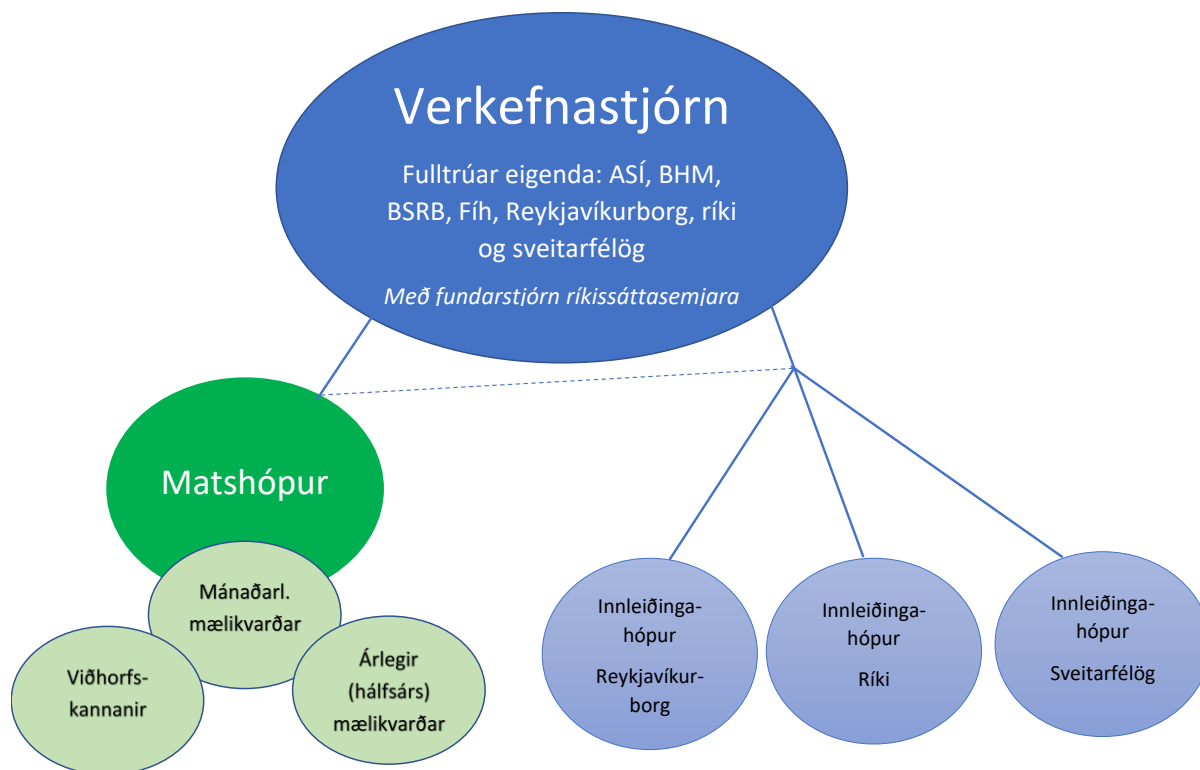 Verkefnastjórn
Fulltrúar eigenda: ASÍ, BHM,
BSRB, Fíh, Reykjavíkurborg, ríki
og sveitarfélög
Með fundarstjórn ríkissáttasemjara
Matshópur
Mánaðarl.
mælikvarðar
Viðhorfs-
kannanir
Árlegir
(hálfsárs)
mælikvarðar
Innleiðinga-
hópur
Reykjavíkur-
borg
Innleiðinga-
hópur
Ríki
Innleiðinga-
hópur
Sveitarfélög